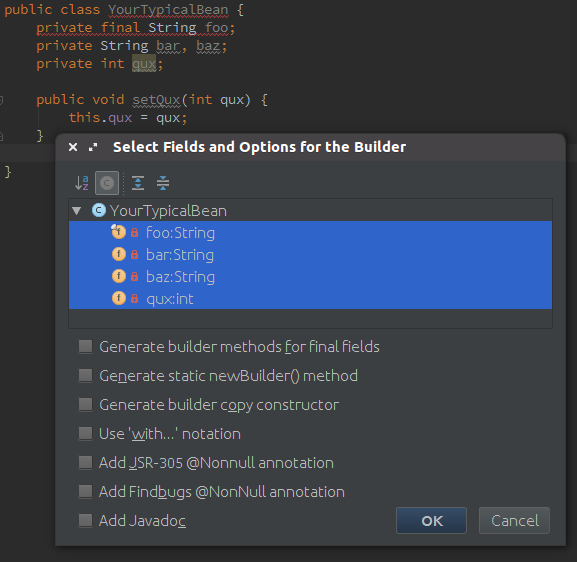 public class YourTypicalBean {
private final String foo;
private String bar, baz;
private int qux;
public void setQux(int qux) {
this.qux = qux;
}
}
Select Fields and Options for the Builder
YourTypicalBean
foo:String
bar:String
baz:String
qux:int
Generate builder methods for final fields
Generate static newBuilder() method
Generate builder copy constructor
Use 'with...' notation
Add JSR-305 @Nonnull annotation
Add Findbugs @NonNull annotation
Add Javadoc
OK Cancel